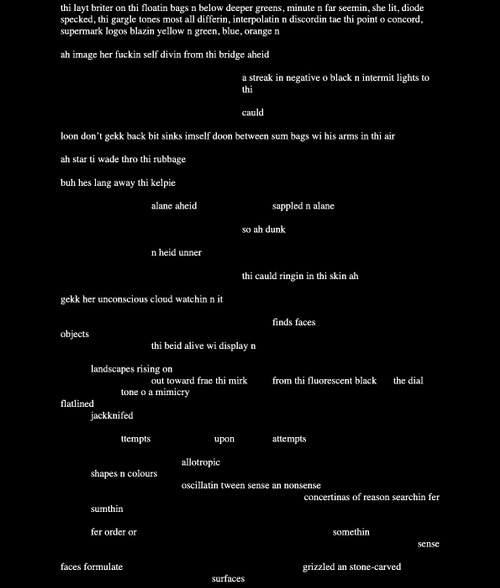 thi layt briter on thi floatin bags n below deeper greens, minute n far seemin, she lit, diode
specked, thi gargle tones most all differin, interpolatin n discordin tae thi point o concord,
supermark logos blazin yellow n green, blue, orange n
ah image her fuckin self divin from thi bridge aheid
a streak in negative o black n intermit lights to
thi
cauld
loon don't gekk back bit sinks imself doon between sum bags wi his arms in thi air
ah star ti wade thro thi rubbage
buh hes lang away thi kelpie
alane aheid sappled n alane
so ah dunk
n heid unner
thi cauld ringin in thi skin ah
gekk her unconscious cloud watchin n it
finds faces
objects
thi beid alive wi display n
landscapes rising on
out toward frae thi mirk from thi fluorescent black the dial
tone o a mimicry
flatlined
jackknifed
ttempts upon attempts
allotropic
shapes n colours
oscillatin tween sense an nonsense
concertinas of reason searchin fer
sumthin
fer order or somethin
sense
faces formulate grizzled an stone-carved
surfaces